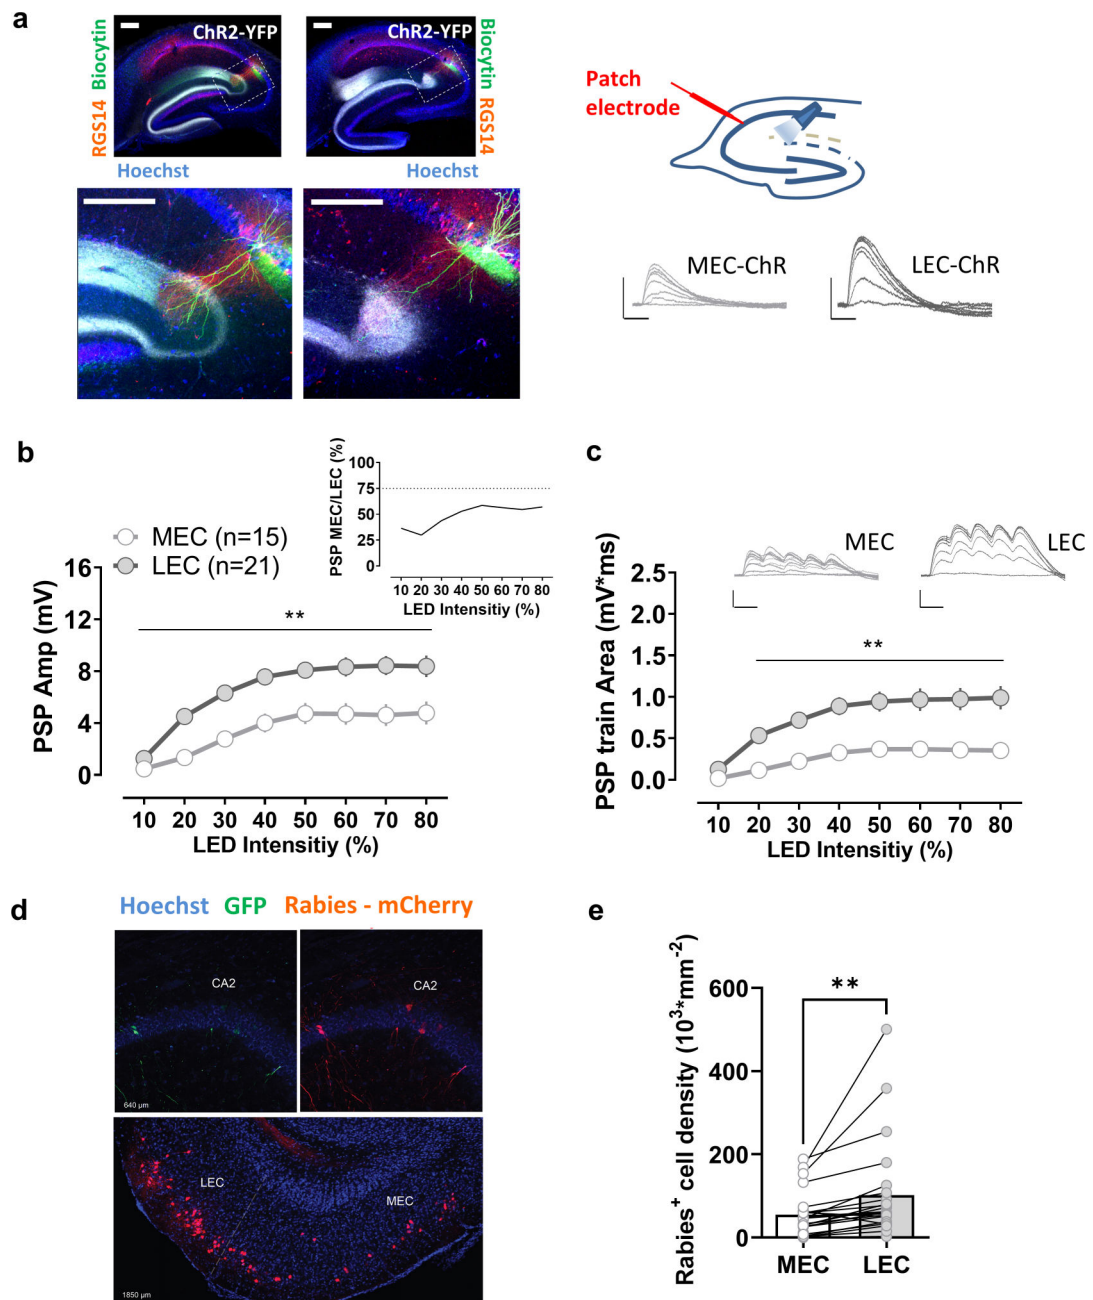 a
ChR2-YFP
ChR2-YFP
RGS14 Biocytin
Biocytin RGS14
Hoechst
Hoechst
Patch
electrode
MEC-ChR
LEC-ChR
b
PSP MEC/LEC (%)
100
75
50
25
0
10 20 30 40 50 60 70 80
LED Intensitiy (%)
MEC (n=15)
LEC (n=21)
PSP Amp (mV)
16
12
8
4
0
**
10 20 30 40 50 60 70 80
LED Intensitiy (%)
c
MEC
LEC
PSP train Area (mV*ms)
2.5
2.0
1.5
1.0
0.5
0.0
**
10 20 30 40 50 60 70 80
LED Intensitiy (%)
d
Hoechst GFP Rabies - mCherry
CA2
CA2
640 µm
LEC
MEC
1850 µm
e
Rabies⁺ cell density (10³*mm⁻²)
600
400
200
0
**
MEC LEC